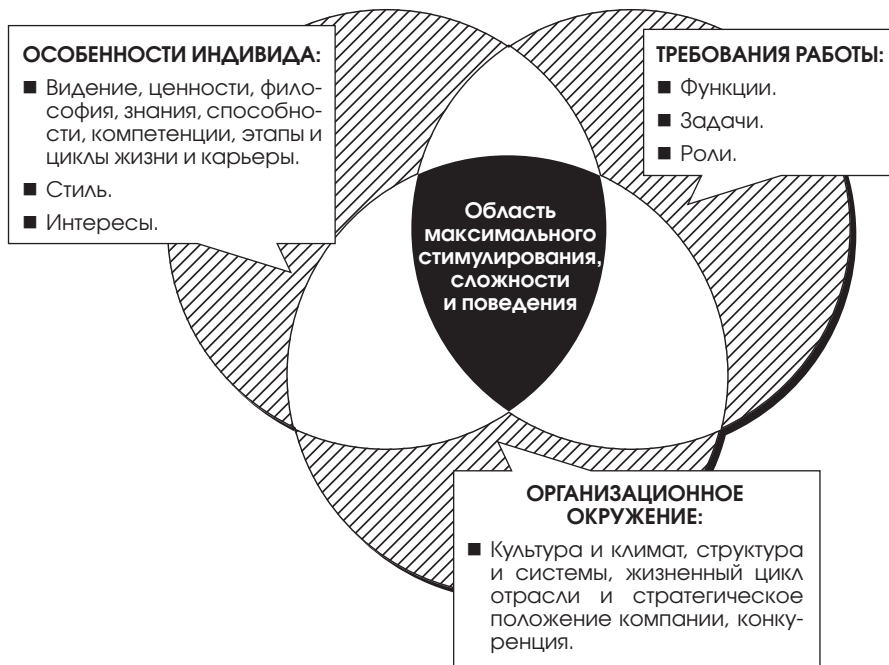 ОСОБЕННОСТИ ИНДИВИДА:
■ Видение, ценности, фило-
софия, знания, способно-
сти, компетенции, этапы и
циклы жизни и карьеры.
■ Стиль.
■ Интересы.
ТРЕБОВАНИЯ РАБОТЫ:
■ Функции.
■ Задачи.
■ Роли.
Область
максимального
стимулирования,
сложности
и поведения
ОРГАНИЗАЦИОННОЕ
ОКРУЖЕНИЕ:
■ Культура и климат, структура
и системы, жизненный цикл
отрасли и стратегическое
положение компании, конку-
ренция.